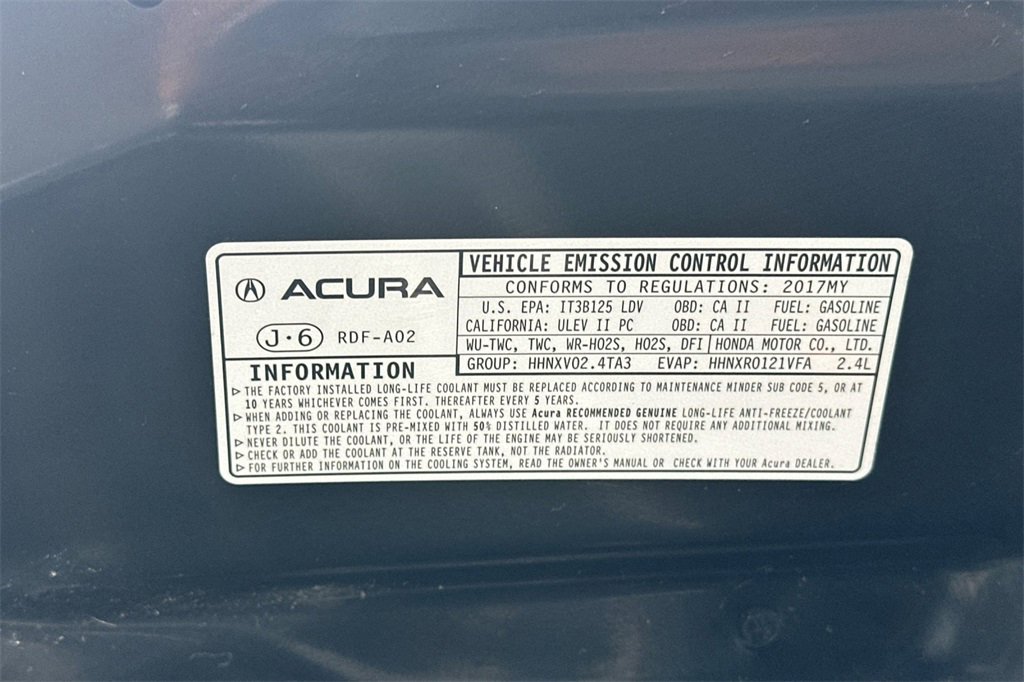 ACURA
J·6 RDF-A02
VEHICLE EMISSION CONTROL INFORMATION
CONFORMS TO REGULATIONS: 2017MY
U.S. EPA: IT3B125 LDV OBD: CA II FUEL: GASOLINE
CALIFORNIA: ULEV II PC OBD: CA II FUEL: GASOLINE
WU-TWC, TWC, WR-HO2S, HO2S, DFI HONDA MOTOR CO., LTD.
GROUP: HHNXV02.4TA3 EVAP: HHNXR0121VFA 2.4L
INFORMATION
▷ THE FACTORY INSTALLED LONG-LIFE COOLANT MUST BE REPLACED ACCORDING TO MAINTENANCE MINDER SUB CODE 5, OR AT
10 YEARS WHICHEVER COMES FIRST. THEREAFTER EVERY 5 YEARS.
▷ WHEN ADDING OR REPLACING THE COOLANT, ALWAYS USE Acura RECOMMENDED GENUINE LONG-LIFE ANTI-FREEZE/COOLANT
TYPE 2. THIS COOLANT IS PRE-MIXED WITH 50% DISTILLED WATER. IT DOES NOT REQUIRE ANY ADDITIONAL MIXING.
▷ NEVER DILUTE THE COOLANT, OR THE LIFE OF THE ENGINE MAY BE SERIOUSLY SHORTENED.
▷ CHECK OR ADD THE COOLANT AT THE RESERVE TANK, NOT THE RADIATOR.
▷ FOR FURTHER INFORMATION ON THE COOLING SYSTEM, READ THE OWNER'S MANUAL OR CHECK WITH YOUR Acura DEALER.